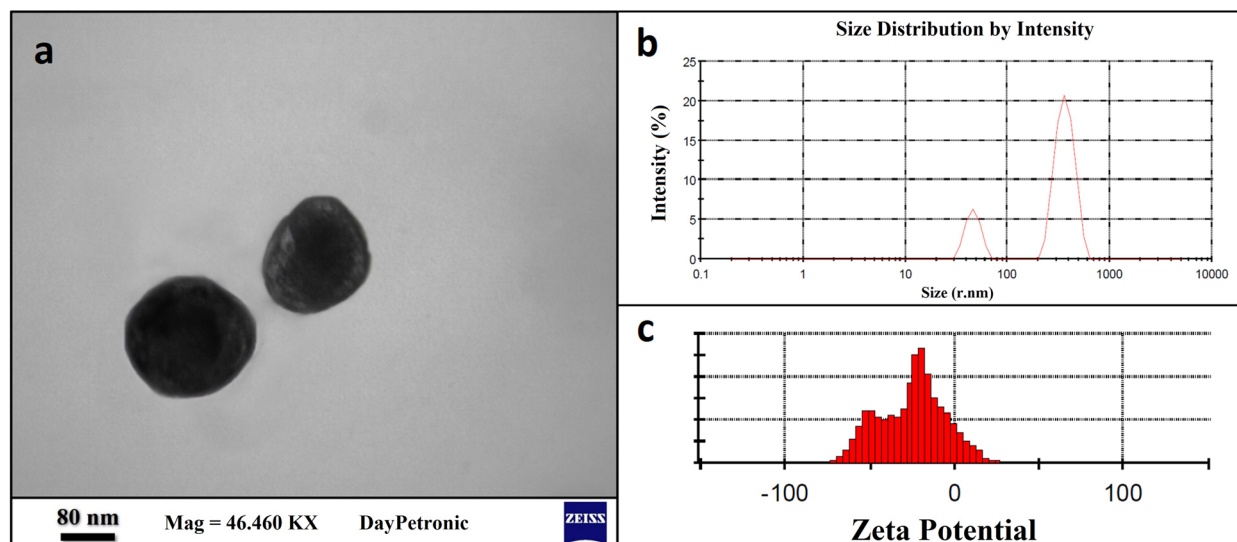 a
80 nm
Mag = 46.460 KX
DayPetronic
ZEISS
b
Size Distribution by Intensity
Intensity (%)
25
20
15
10
5
0
0.1 1 10 100 1000 10000
Size (r.nm)
c
-100 0 100
Zeta Potential